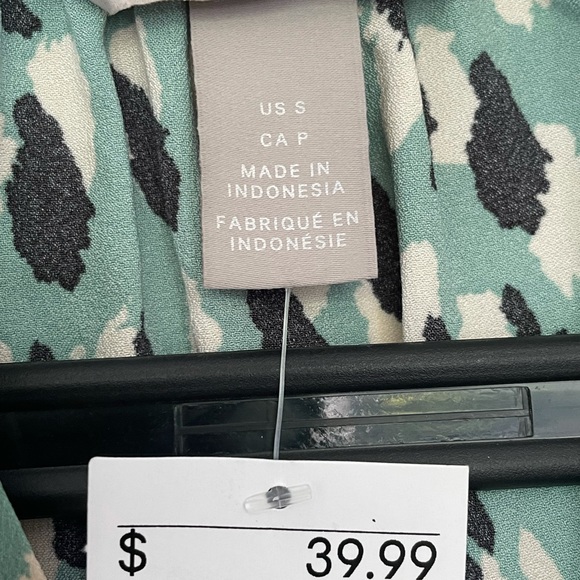 US S
CA P
MADE IN
INDONESIA
FABRIQUÉ EN
INDONÉSIE
$ 39.99